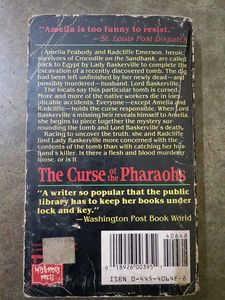 "Amelia is too funny to resist."
—St. Louis Post Dispatch
Amelia Peabody and Radcliffe Emerson, heroic
survivors of Crocodile on the Sandbank, are called
back to Egypt by Lady Baskerville to complete the
excavation of a recently discovered tomb. The dig
had been left unfinished by her newly dead—and
possibly murdered—husband, Lord Baskerville.
The locals say this particular tomb is cursed.
More and more of the native workers die in inex-
plicable accidents. Everyone—except Amelia and
Radcliffe—holds the curse responsible. When Lord
Baskerville's missing heir reveals himself to Amelia,
she begins to piece together the mystery sur-
rounding the tomb and Lord Baskerville's death.
Racing to uncover the truth, she and Radcliffe
find Lady Baskerville more concerned with the
contents of the tomb than with catching her hus-
band's killer. Is there a flesh and blood murderer
loose, or is it
The Curse of the Pharaohs
"A writer so popular that the public
library has to keep her books under
lock and key."
—Washington Post Book World
40648
0 18926 00395
ISBN 0-445-40648-8